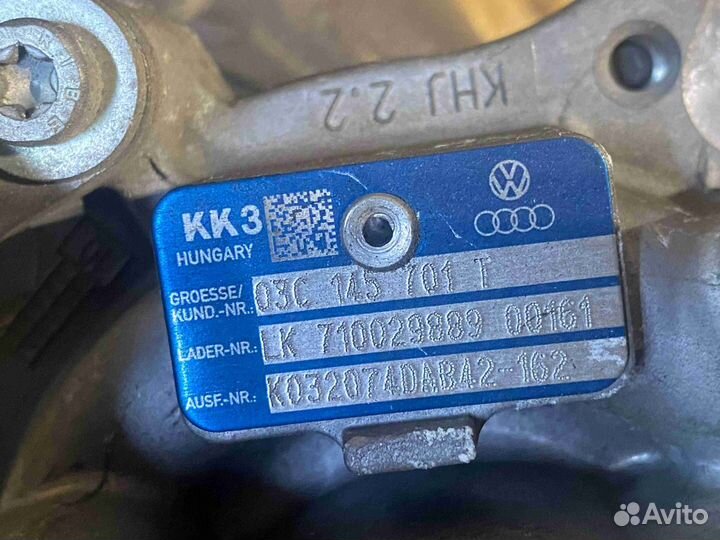 KHJ 2.2
KK3
HUNGARY
GROESSE/
KUND.-NR.: 03C 145 701 T
LADER-NR.: LK 710029889 00161
AUSF.-NR.: K032074DABA2-162
Avito